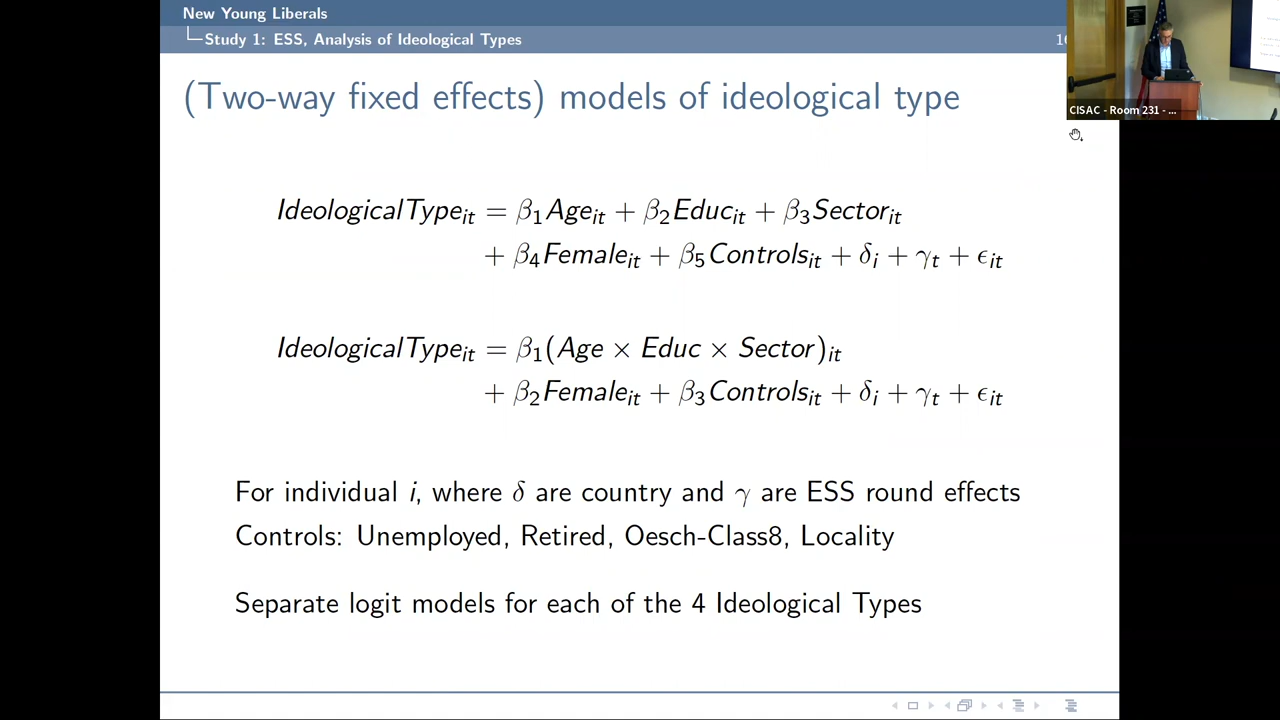 New Young Liberals
Study 1: ESS, Analysis of Ideological Types
(Two-way fixed effects) models of ideological type
CISAC - Room 231 - ...
IdeologicalType_it = β₁Age_it + β₂Educ_it + β₃Sector_it
+ β₄Female_it + β₅Controls_it + δ_i + γ_t + ϵ_it
IdeologicalType_it = β₁(Age × Educ × Sector)_it
+ β₂Female_it + β₃Controls_it + δ_i + γ_t + ϵ_it
For individual i, where δ are country and γ are ESS round effects
Controls: Unemployed, Retired, Oesch-Class8, Locality
Separate logit models for each of the 4 Ideological Types